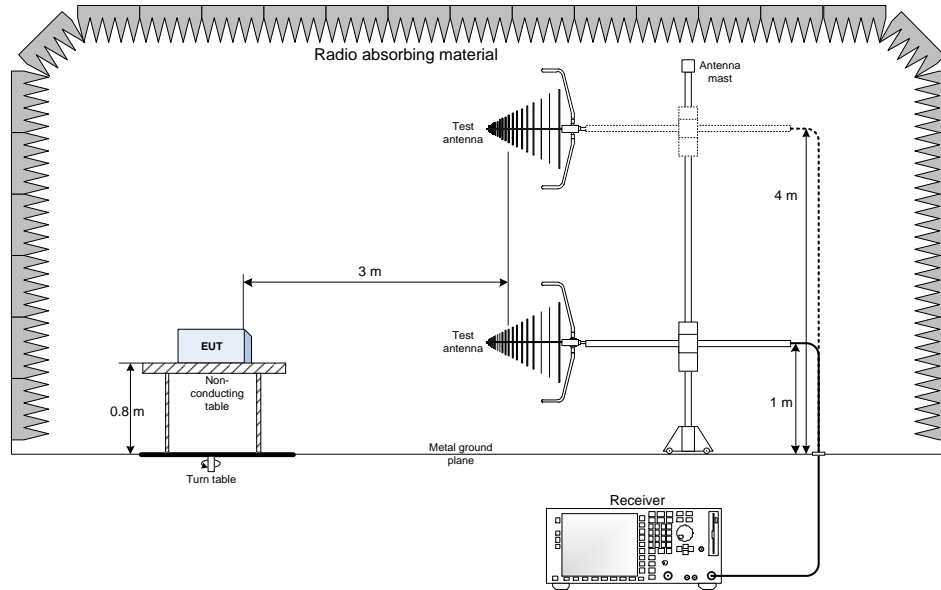 Radio absorbing material
Antenna
mast
Test
antenna
4 m
3 m
Test
antenna
EUT
Non-
conducting
table
0.8 m
1 m
Metal ground
plane
Turn table
Receiver